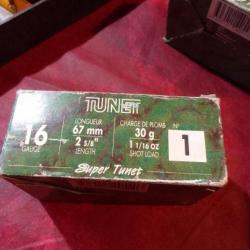 TUNET
LONGUEUR
67 mm
2 5/8"
LENGTH
16
GAUGE
CHARGE DE PLOMB
30 g
1 1/16 OZ
SHOT LOAD
N°
1
Super Tunet